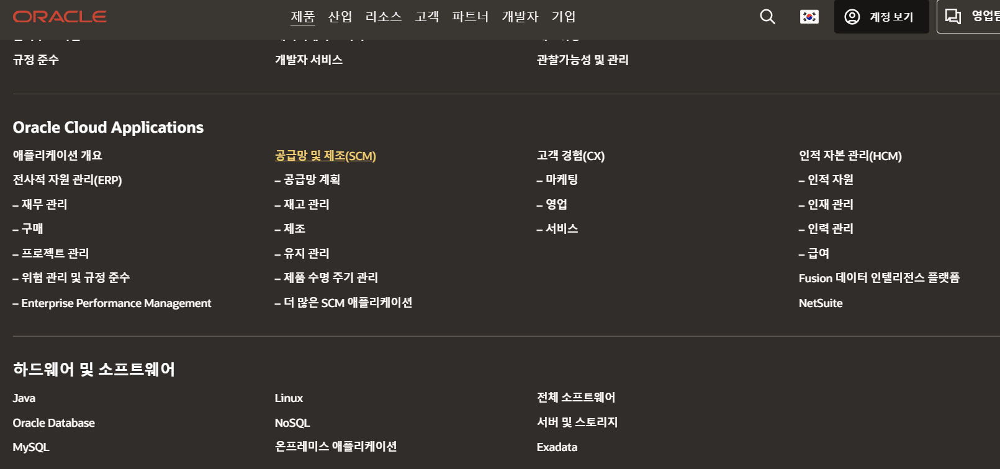 ORACLE
제품 산업 리소스 고객 파트너 개발자 기업
계정 보기
규정 준수
개발자 서비스
관찰가능성 및 관리
Oracle Cloud Applications
애플리케이션 개요
전사적 자원 관리(ERP)
– 재무 관리
– 구매
– 프로젝트 관리
– 위험 관리 및 규정 준수
– Enterprise Performance Management
공급망 및 제조(SCM)
– 공급망 계획
– 재고 관리
– 제조
– 유지 관리
– 제품 수명 주기 관리
– 더 많은 SCM 애플리케이션
고객 경험(CX)
– 마케팅
– 영업
– 서비스
인적 자본 관리(HCM)
– 인적 자원
– 인재 관리
– 인력 관리
– 급여
Fusion 데이터 인텔리전스 플랫폼
NetSuite
하드웨어 및 소프트웨어
Java
Oracle Database
MySQL
Linux
NoSQL
온프레미스 애플리케이션
전체 소프트웨어
서버 및 스토리지
Exadata